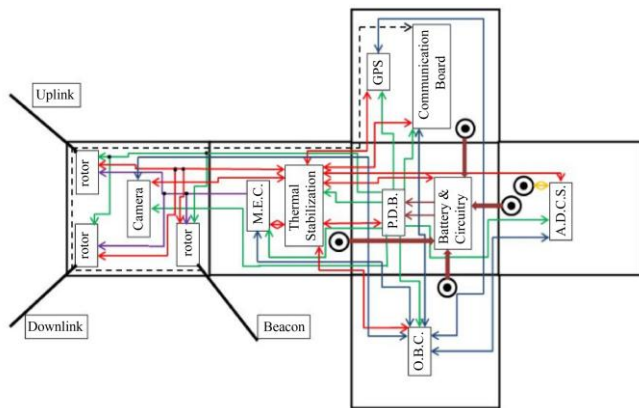 Uplink
GPS
Communication
Board
rotor
Camera
M.E.C.
Thermal
Stabilization
P.D.B.
Battery &
Circuitry
A.D.C.S.
rotor
rotor
Downlink
Beacon
O.B.C.